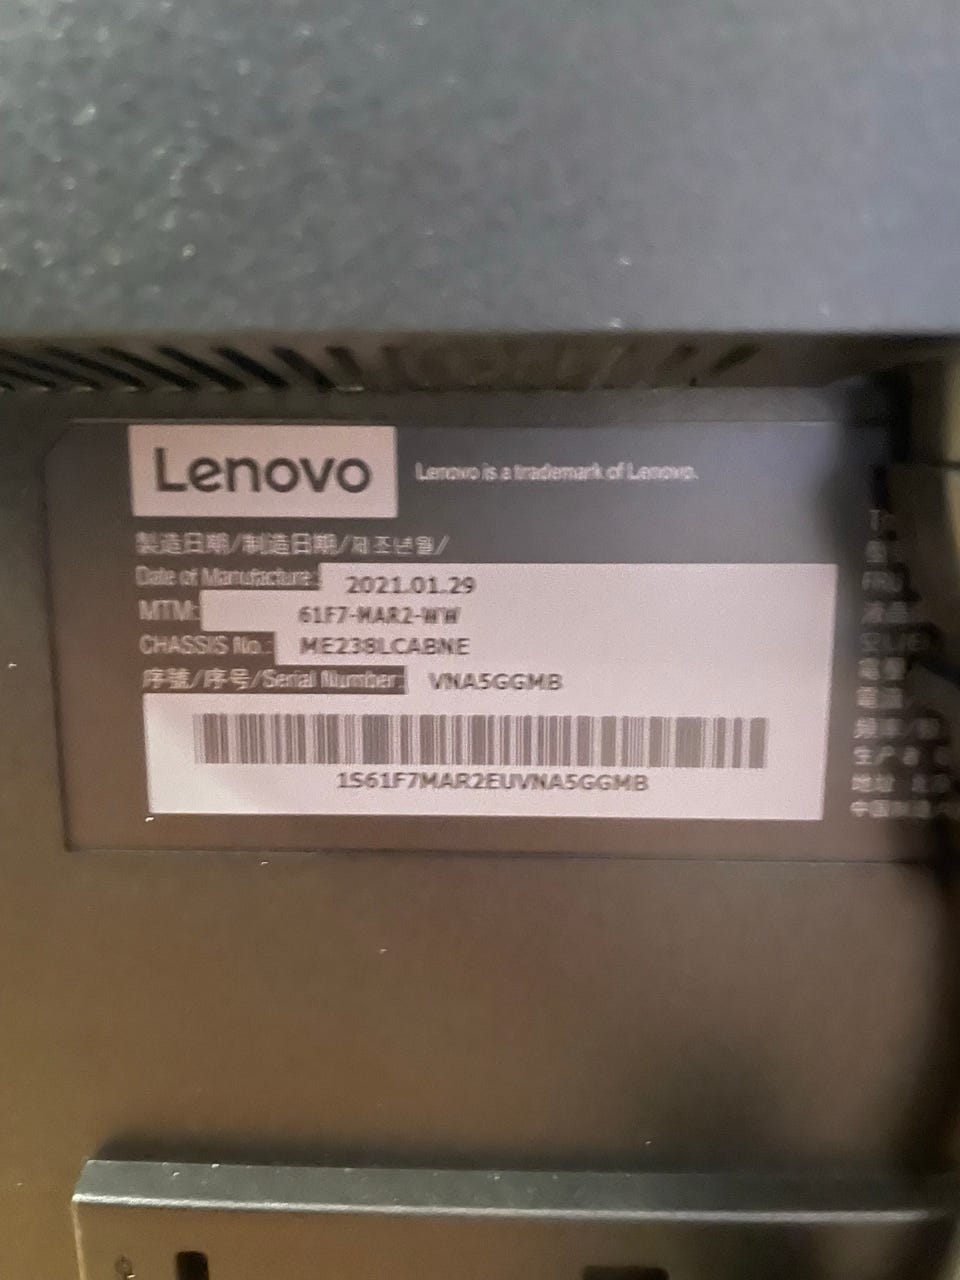 Lenovo Lenovo is a trademark of Lenovo.
製造日期/制造日期/제조년월/
Date of Manufacture: 2021.01.29
MTM: 61F7-MAR2-WW
CHASSIS No.: ME238LCABNE
序號/序号/Serial Number: VNA5GGMB
1S61F7MAR2EUVNA5GGMB